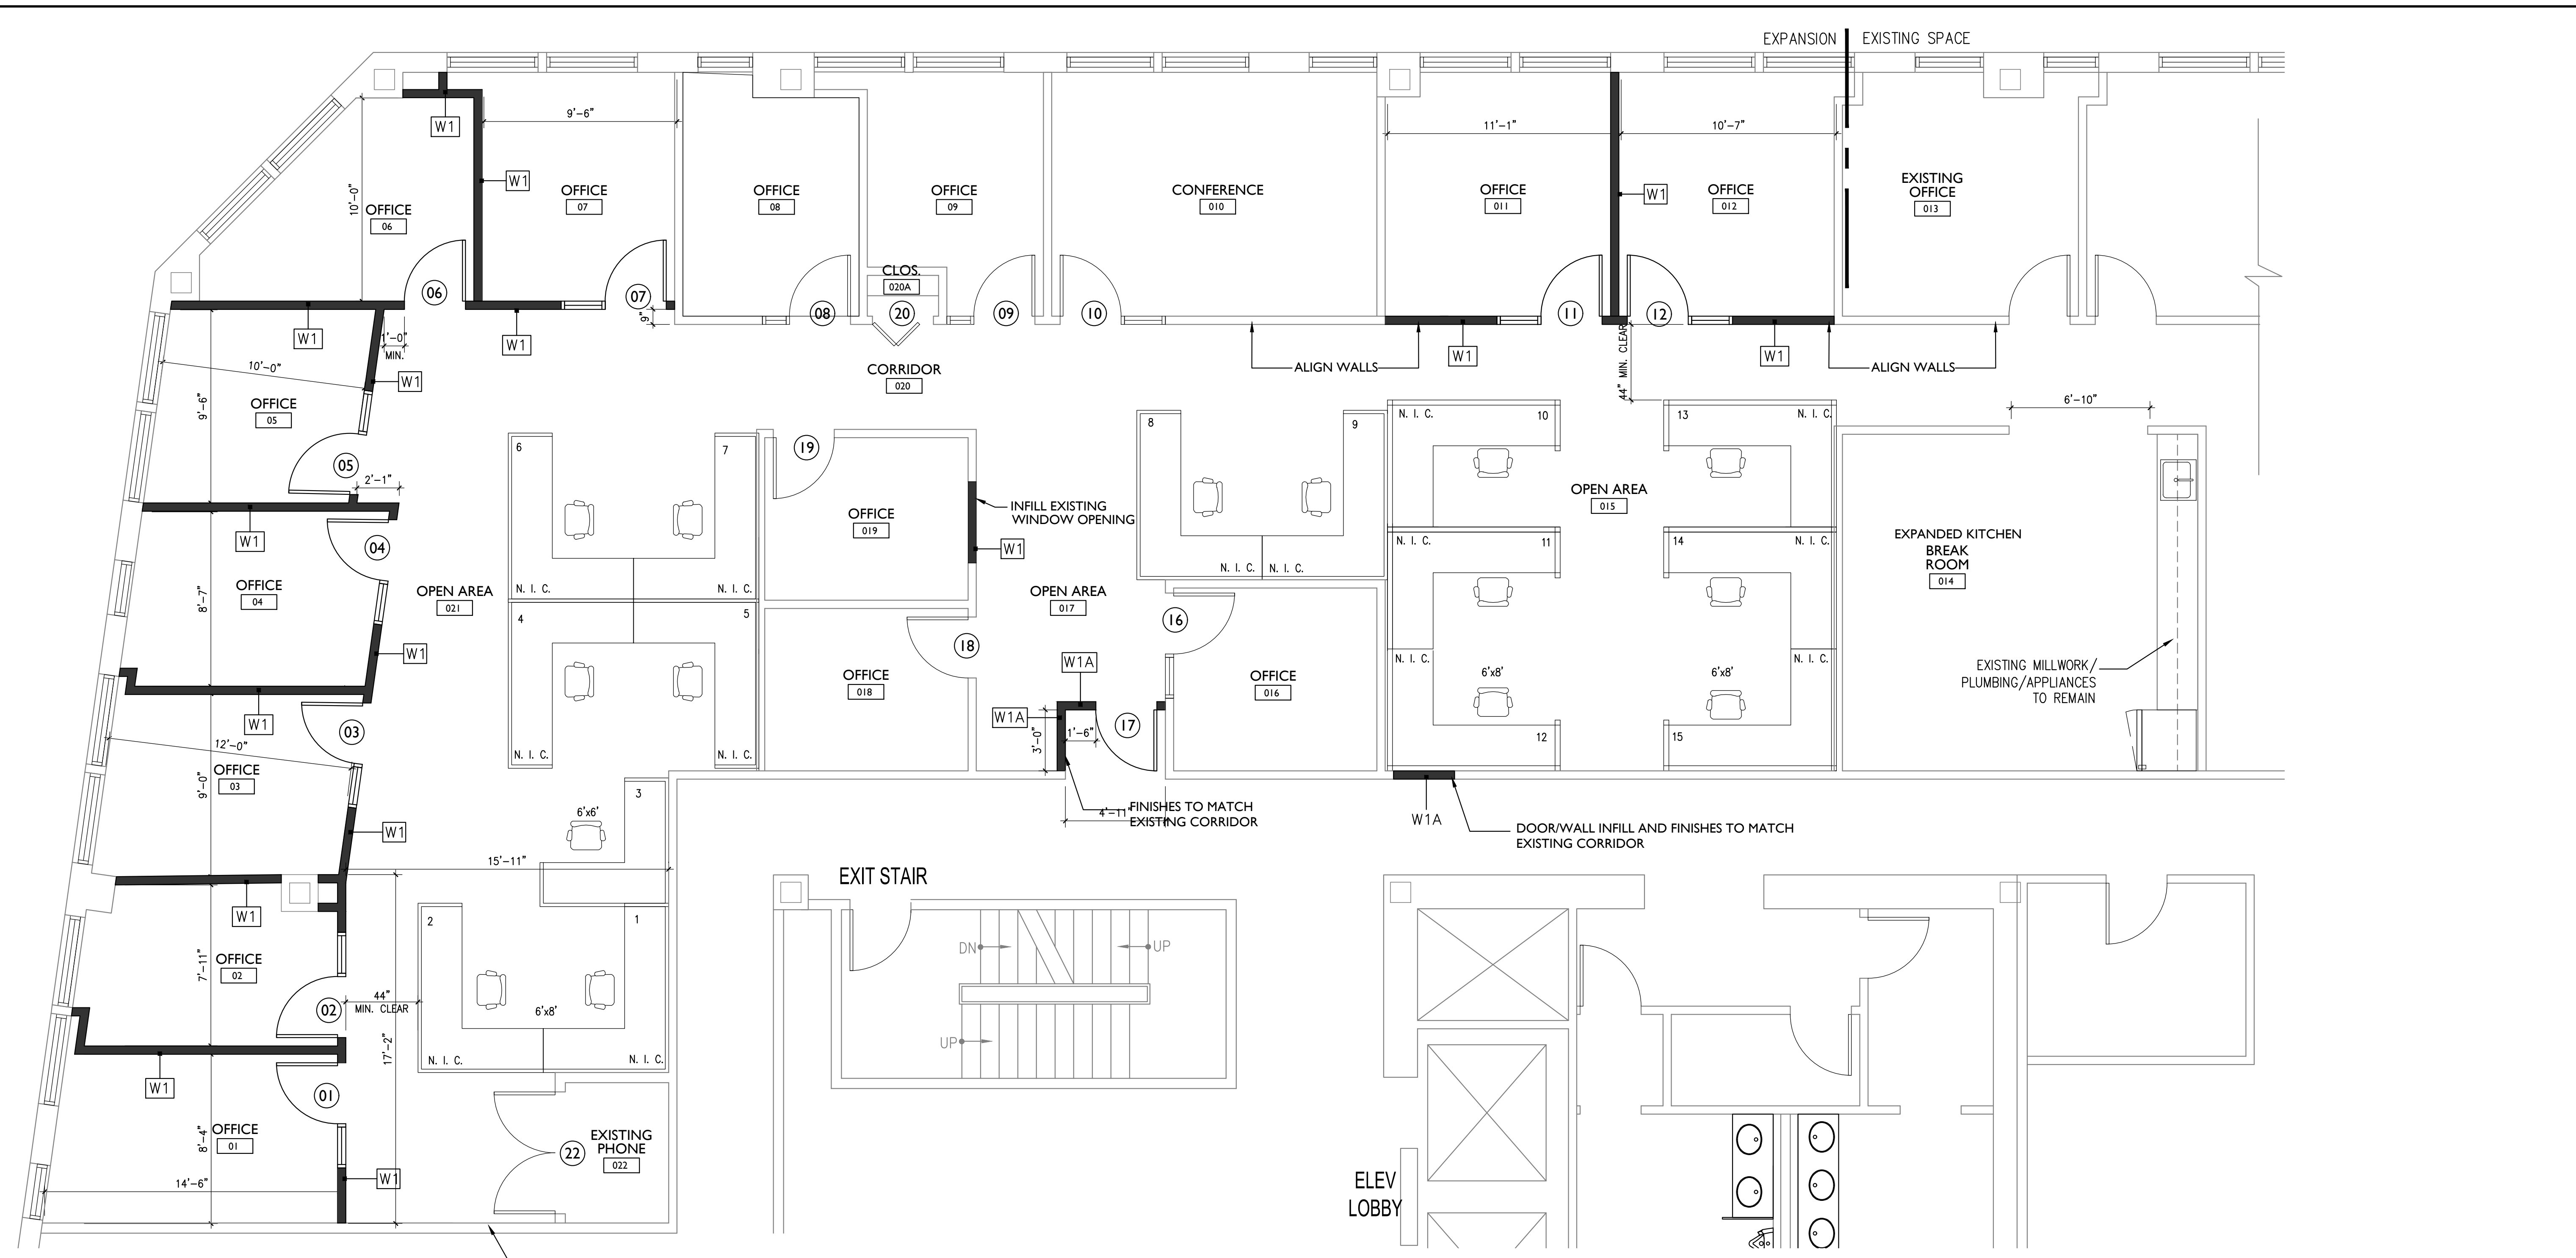 EXPANSION
EXISTING SPACE
W1
9'-6"
11'-1"
10'-7"
10'-0"
OFFICE
06
W1
OFFICE
07
OFFICE
08
OFFICE
09
CONFERENCE
010
OFFICE
011
W1
OFFICE
012
EXISTING
OFFICE
013
CLOS.
020A
06
07
9"
08
20
09
10
11
12
W1
W1
1'-0"
MIN.
W1
W1
W1
44" MIN. CLEAR
ALIGN WALLS
ALIGN WALLS
CORRIDOR
020
10'-0"
9'-6"
OFFICE
05
05
2'-1"
W1
6
7
19
8
9
N. I. C.
10
13
N. I. C.
6'-10"
OFFICE
019
INFILL EXISTING
WINDOW OPENING
W1
OPEN AREA
015
04
N. I. C.
11
14
N. I. C.
EXPANDED KITCHEN
BREAK
ROOM
014
8'-7"
OFFICE
04
OPEN AREA
021
N. I. C.
N. I. C.
OPEN AREA
017
N. I. C.
N. I. C.
4
5
16
18
W1
W1A
N. I. C.
6'x8'
6'x8'
N. I. C.
OFFICE
018
OFFICE
016
EXISTING MILLWORK/
PLUMBING/APPLIANCES
TO REMAIN
W1
W1A
1'-6"
17
3'-0"
03
12'-0"
N. I. C.
N. I. C.
12
15
9'-0"
OFFICE
03
3
6'x6'
W1
4'-11"
FINISHES TO MATCH
EXISTING CORRIDOR
W1A
DOOR/WALL INFILL AND FINISHES TO MATCH
EXISTING CORRIDOR
15'-11"
EXIT STAIR
W1
2
1
DN
UP
7'-11"
OFFICE
02
44"
MIN. CLEAR
02
6'x8'
UP
17'-2"
N. I. C.
N. I. C.
W1
01
8'-4"
OFFICE
01
EXISTING
PHONE
022
22
W1
14'-6"
ELEV
LOBBY